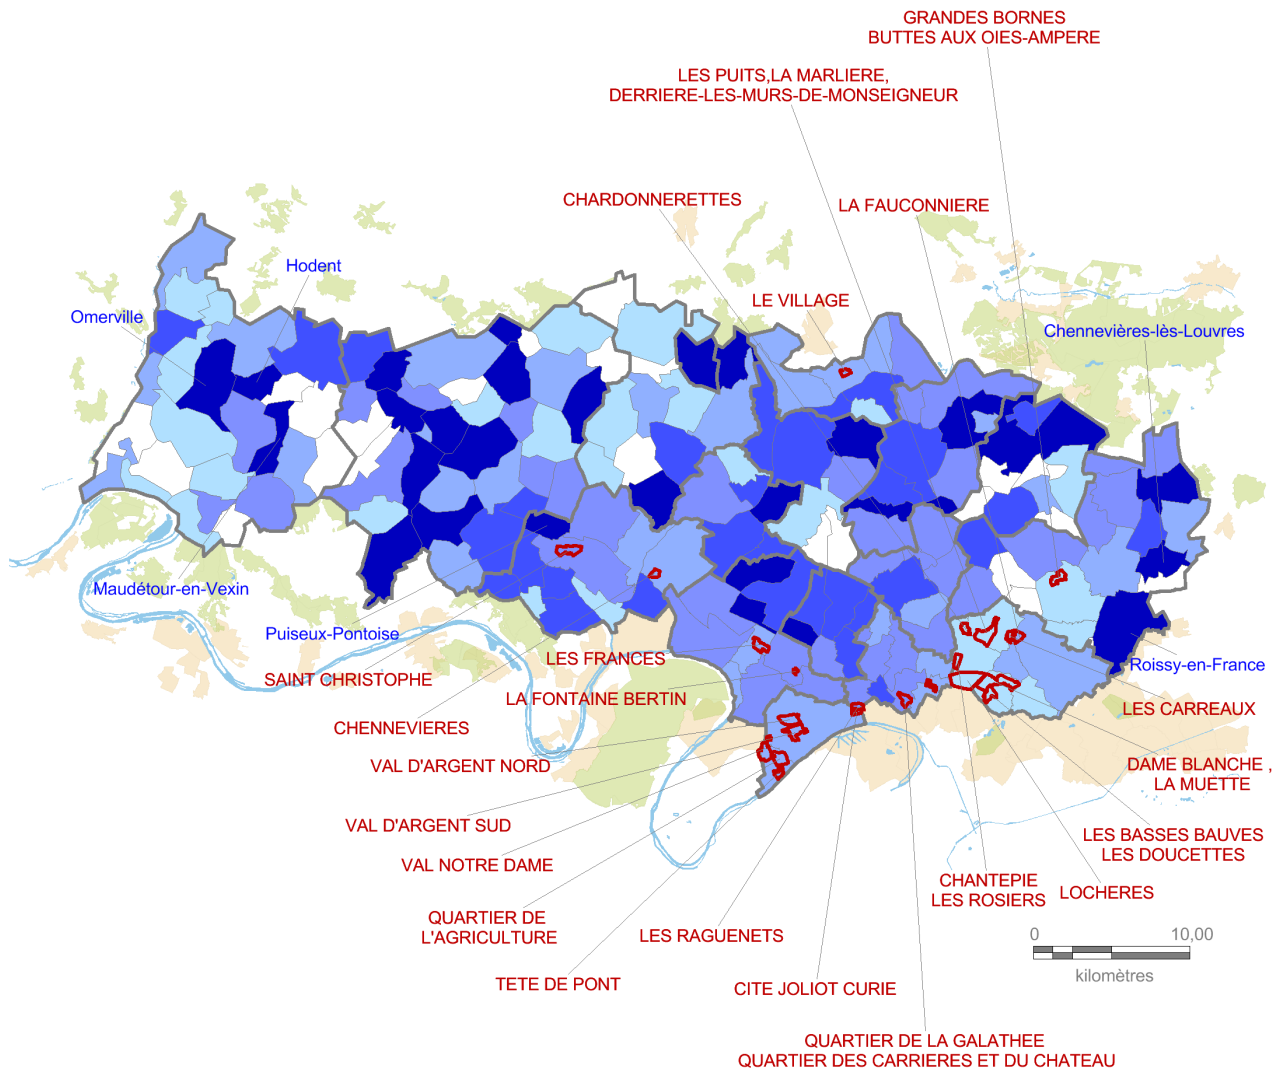 GRANDES BORNES
BUTTES AUX OIES-AMPERE
LES PUITS,LA MARLIERE,
DERRIERE-LES-MURS-DE-MONSEIGNEUR
CHARDONNERETTES
LA FAUCONNIERE
Hodent
LE VILLAGE
Omerville
Chennevières-lès-Louvres
Maudétour-en-Vexin
Puiseux-Pontoise
LES FRANCES
Roissy-en-France
SAINT CHRISTOPHE
LA FONTAINE BERTIN
LES CARREAUX
CHENNEVIERES
VAL D'ARGENT NORD
DAME BLANCHE ,
LA MUETTE
VAL D'ARGENT SUD
LES BASSES BAUVES
LES DOUCETTES
VAL NOTRE DAME
CHANTEPIE
LES ROSIERS
LOCHERES
QUARTIER DE
L'AGRICULTURE
LES RAGUENETS
0 10,00
kilomètres
TETE DE PONT
CITE JOLIOT CURIE
QUARTIER DE LA GALATHEE
QUARTIER DES CARRIERES ET DU CHATEAU